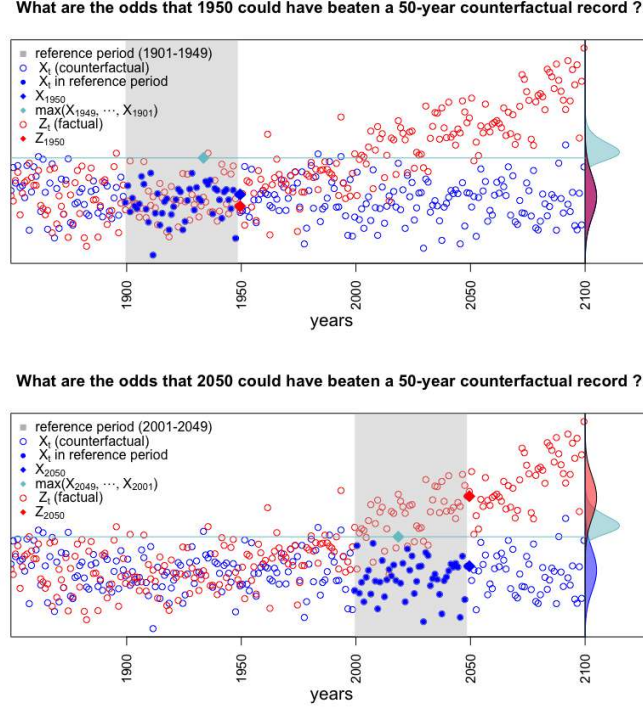 What are the odds that 1950 could have beaten a 50-year counterfactual record ?
reference period (1901-1949)
Xt (counterfactual)
Xt in reference period
X1950
max(X1949, ⋯, X1901)
Zt (factual)
Z1950
1900
1950
2000
2050
2100
years
What are the odds that 2050 could have beaten a 50-year counterfactual record ?
reference period (2001-2049)
Xt (counterfactual)
Xt in reference period
X2050
max(X2049, ⋯, X2001)
Zt (factual)
Z2050
1900
1950
2000
2050
2100
years